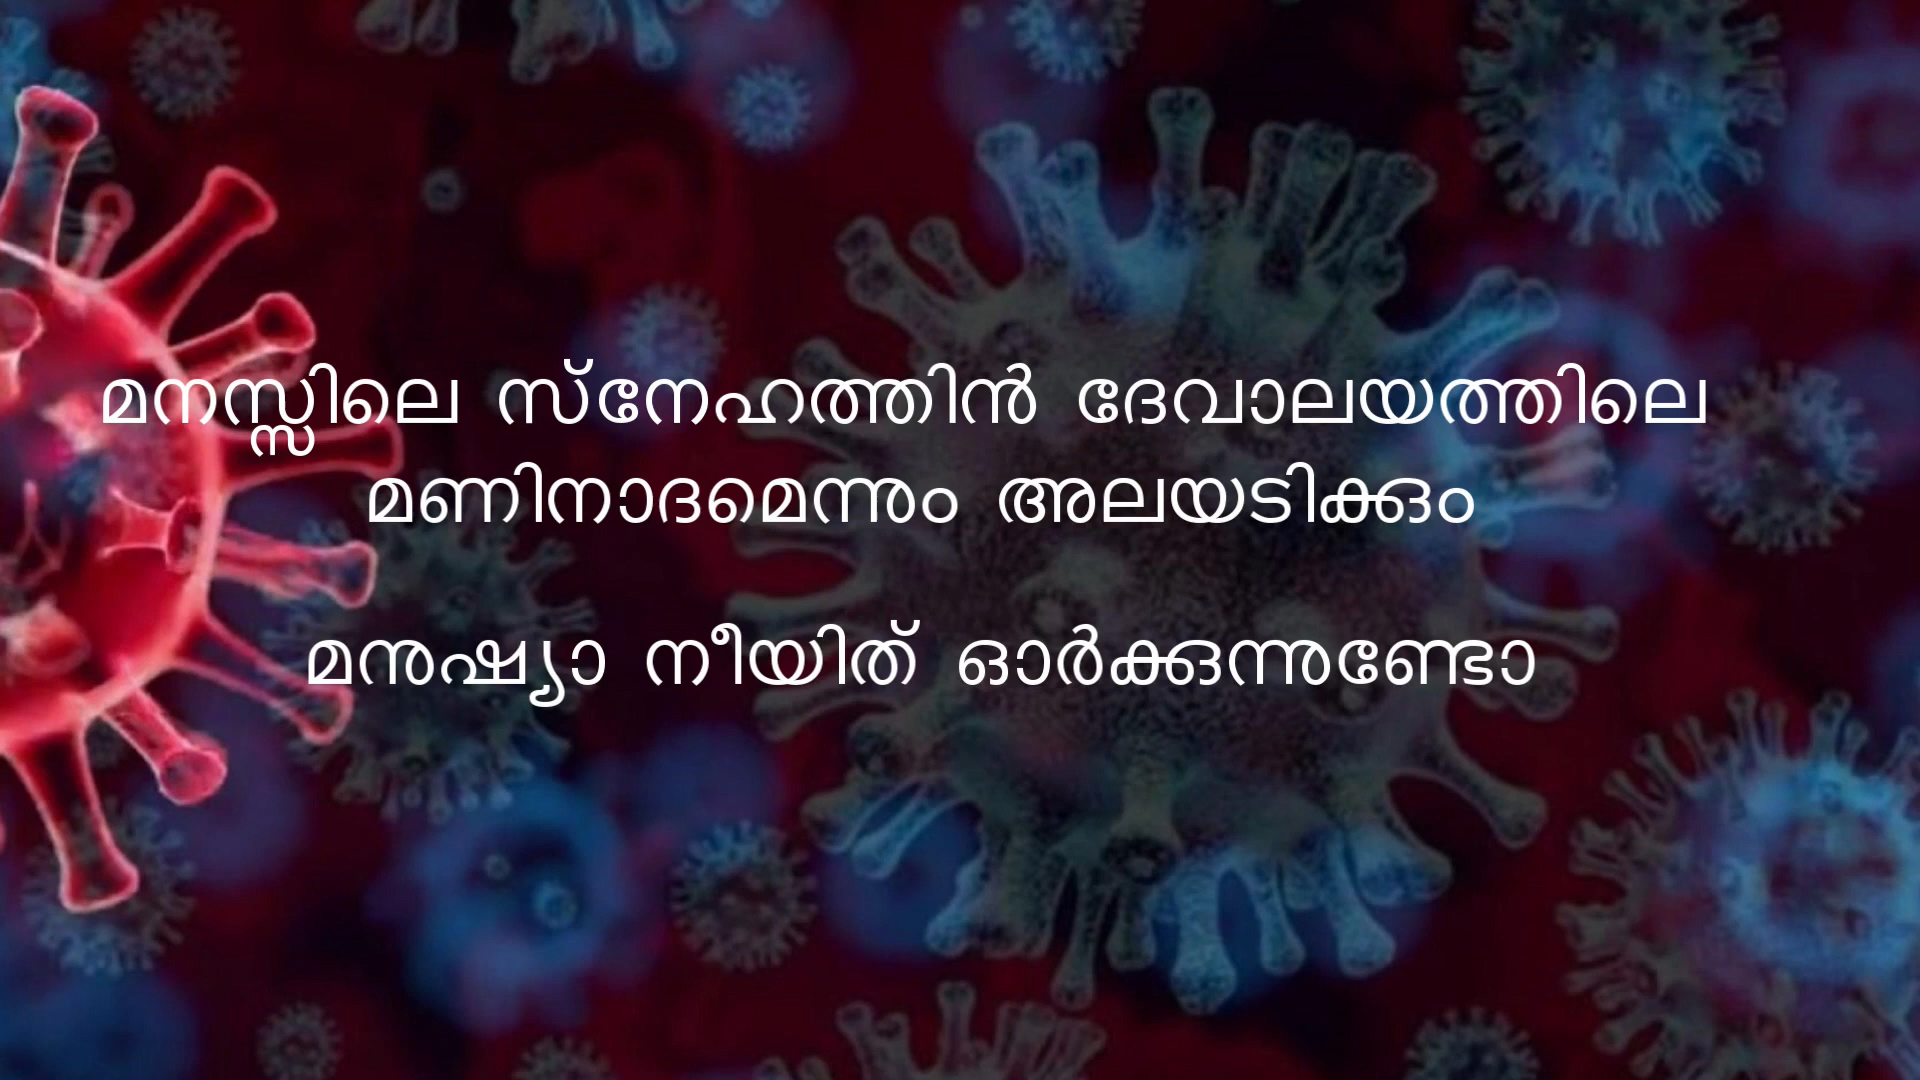 മനസ്സിലെ സ്നേഹത്തിൻ ദേവാലയത്തിലെ
മണിനാദമെന്നും അലയടിക്കും
മനുഷ്യാ നീയിത് ഓർക്കുന്നുണ്ടോ